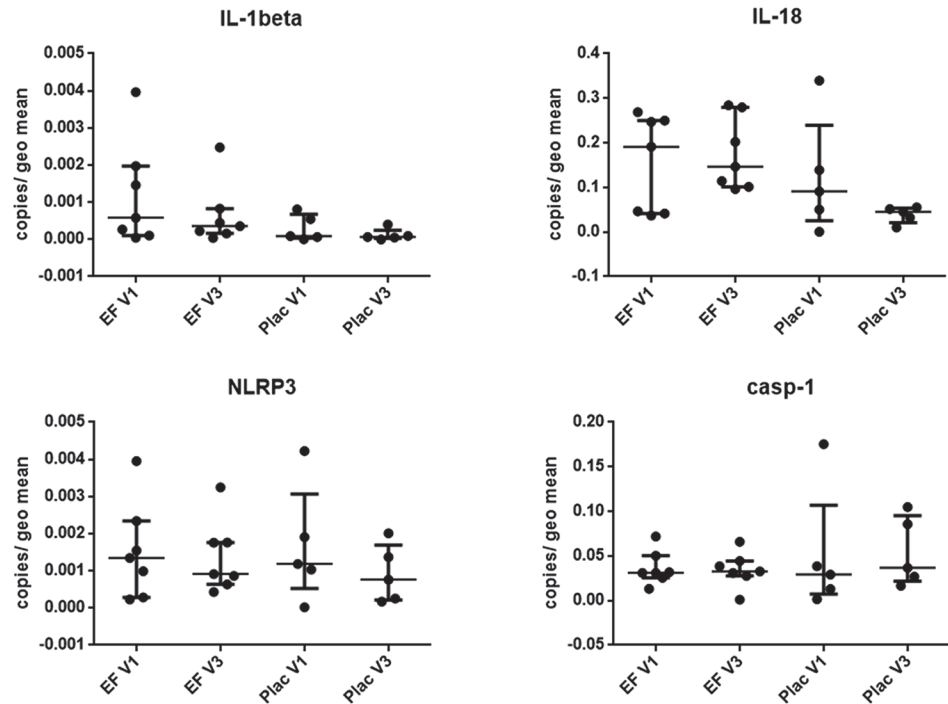 IL-1beta
copies/ geo mean
0.005
0.004
0.003
0.002
0.001
0.000
-0.001
EF V1
EF V3
Plac V1
Plac V3
IL-18
copies/ geo mean
0.4
0.3
0.2
0.1
0.0
-0.1
EF V1
EF V3
Plac V1
Plac V3
NLRP3
copies/ geo mean
0.005
0.004
0.003
0.002
0.001
0.000
-0.001
EF V1
EF V3
Plac V1
Plac V3
casp-1
copies/ geo mean
0.20
0.15
0.10
0.05
0.00
-0.05
EF V1
EF V3
Plac V1
Plac V3